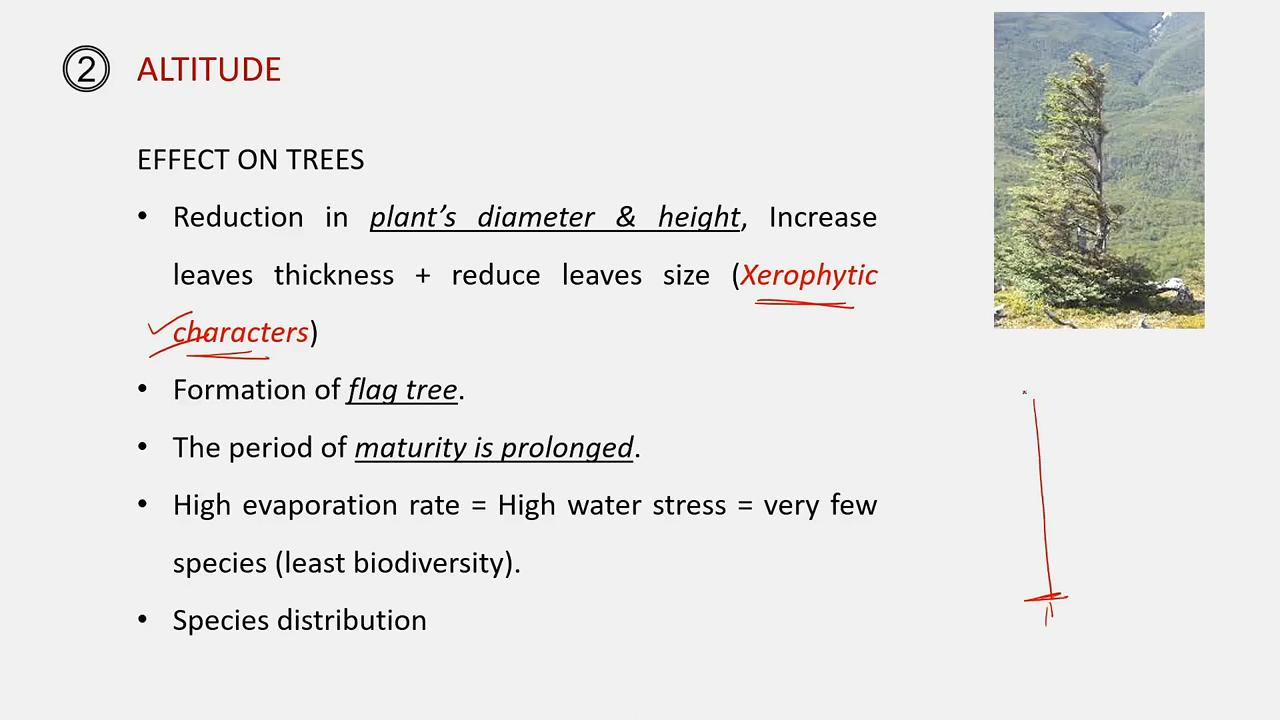 2 ALTITUDE
EFFECT ON TREES
• Reduction in plant’s diameter & height, Increase
leaves thickness + reduce leaves size (Xerophytic
characters)
• Formation of flag tree.
• The period of maturity is prolonged.
• High evaporation rate = High water stress = very few
species (least biodiversity).
• Species distribution